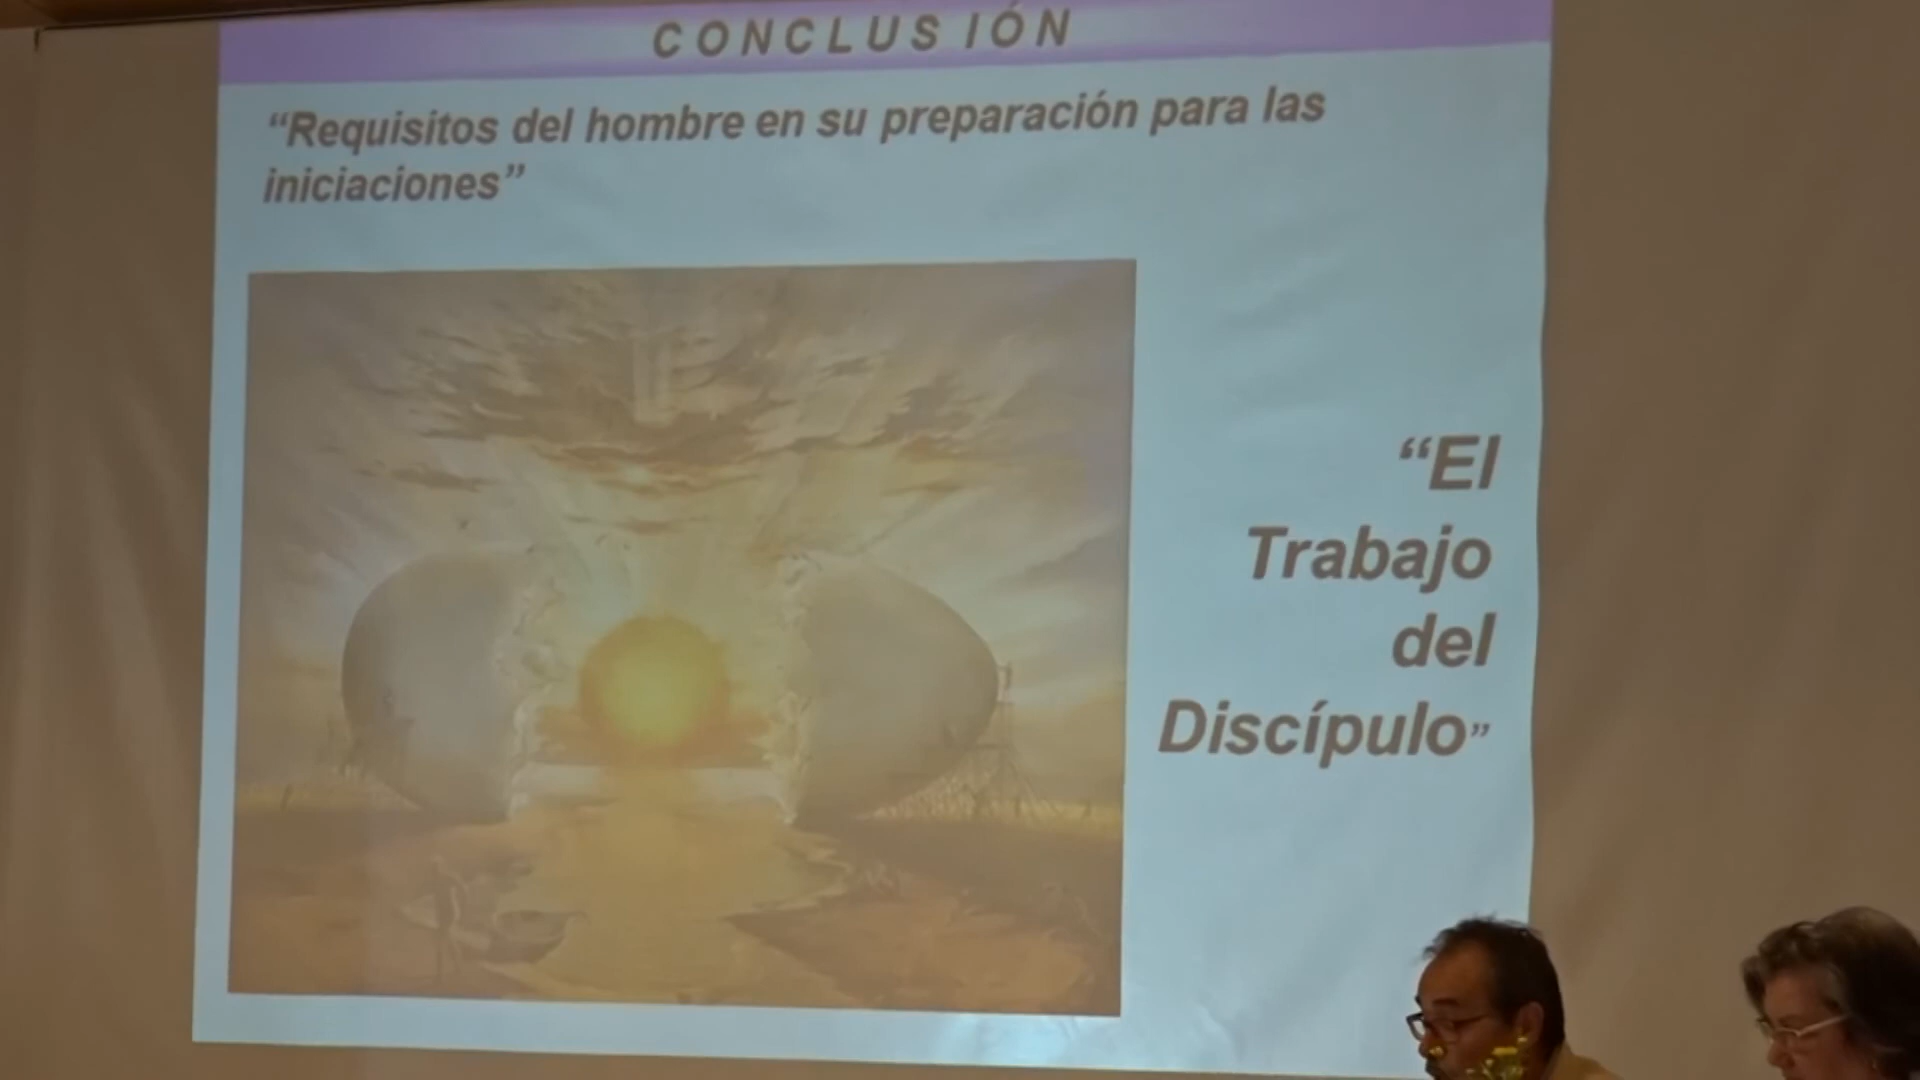 CONCLUSIÓN
“Requisitos del hombre en su preparación para las
iniciaciones”
“El
Trabajo
del
Discípulo”